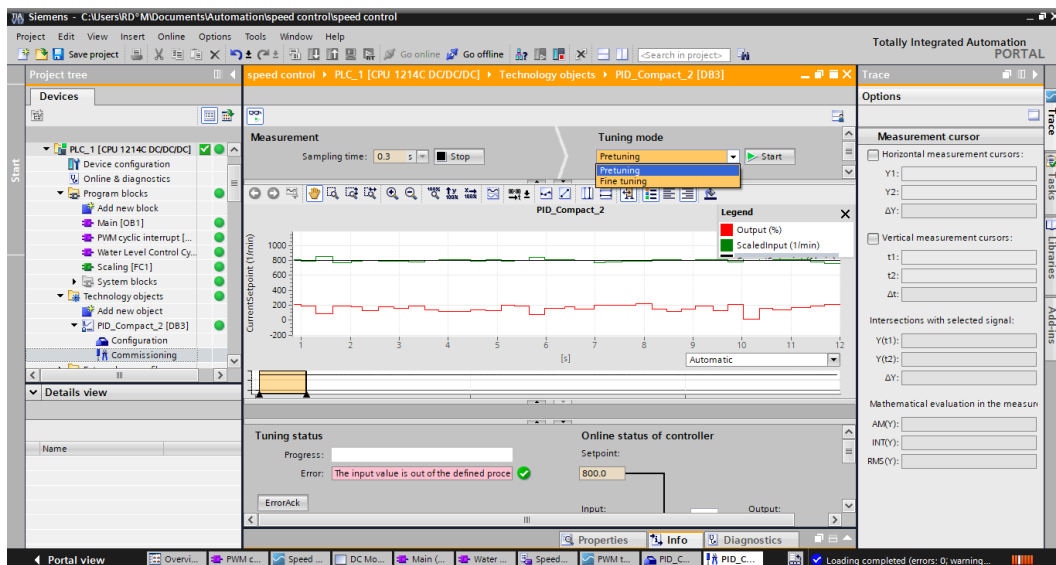 Siemens - C:\Users\RD°M\Documents\Automation\speed control\speed control
Project Edit View Insert Online Options Tools Window Help
Totally Integrated Automation
PORTAL
Save project
Go online
Go offline
<Search in project>
Project tree
Devices
Start
PLC_1 [CPU 1214C DC/DC/DC]
Device configuration
Online & diagnostics
Program blocks
Add new block
Main [OB1]
PWM cyclic interrupt [...
Water Level Control Cy...
Scaling [FC1]
System blocks
Technology objects
Add new object
PID_Compact_2 [DB3]
Configuration
Commissioning
Details view
Name
speed control ▸ PLC_1 [CPU 1214C DC/DC/DC] ▸ Technology objects ▸ PID_Compact_2 [DB3]
Measurement
Sampling time: 0.3 s
Stop
Tuning mode
Pretuning
Start
Pretuning
Fine tuning
PID_Compact_2
Legend
Output (%)
ScaledInput (1/min)
CurrentSetpoint (1/min)
1000
800
600
400
200
0
-200
1 2 3 4 5 6 7 8 9 10 11 12
[s]
Automatic
Tuning status
Progress:
Error: The input value is out of the defined proce
ErrorAck
Online status of controller
Setpoint:
800.0
Input:
Output:
Properties
Info
Diagnostics
Trace
Options
Measurement cursor
Horizontal measurement cursors:
Y1:
Y2:
ΔY:
Vertical measurement cursors:
t1:
t2:
Δt:
Intersections with selected signal:
Y(t1):
Y(t2):
ΔY:
Mathematical evaluation in the measure
AM(Y):
INT(Y):
RMS(Y):
Trace
Tasks
Libraries
Add-ins
Portal view
Overvi...
PWM c...
Speed ...
DC Mo...
Main (...
Water ...
Speed...
PWM t...
PID_C...
PID_C...
Loading completed (errors: 0; warning...